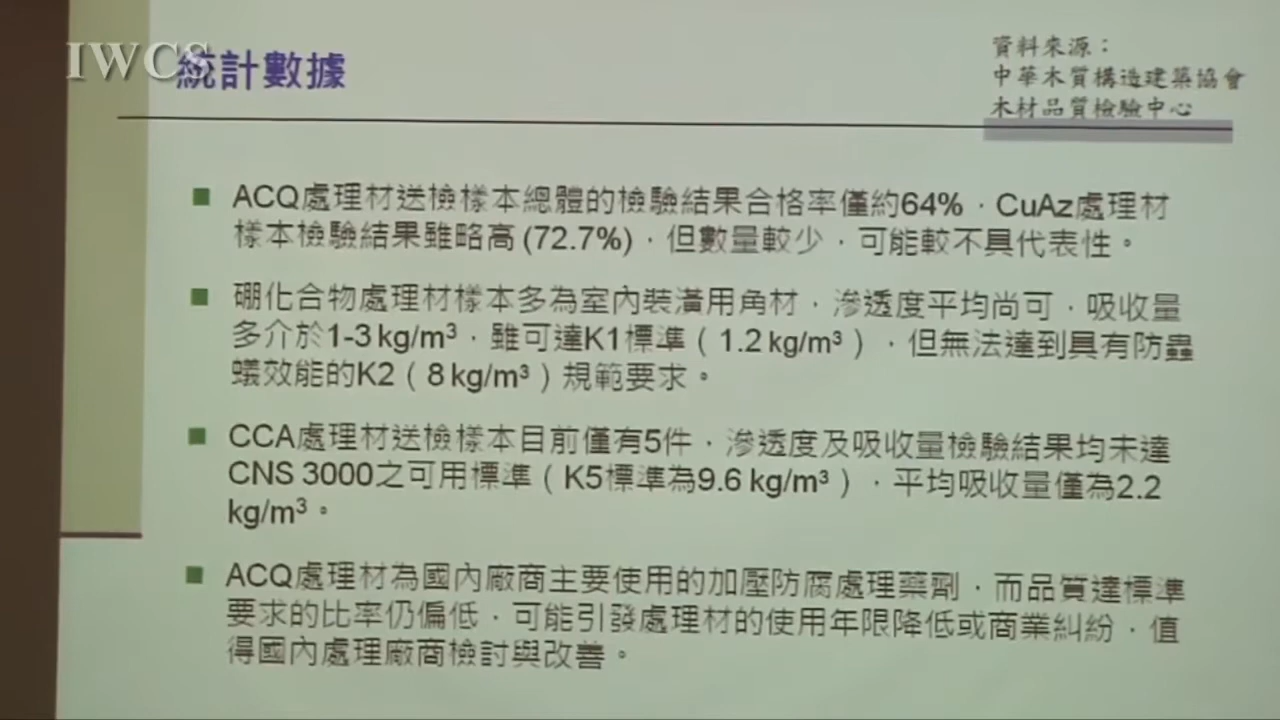 IWCS
統計數據
資料來源：
中華木質構造建築協會
木材品質檢驗中心
■ ACQ處理材送檢樣本總體的檢驗結果合格率僅約64%，CuAz處理材
樣本檢驗結果雖略高 (72.7%)，但數量較少，可能較不具代表性。
■ 硼化合物處理材樣本多為室內裝潢用角材，滲透度平均尚可，吸收量
多介於1-3 kg/m³，雖可達K1標準（1.2 kg/m³），但無法達到具有防蟲
蟻效能的K2（8 kg/m³）規範要求。
■ CCA處理材送檢樣本目前僅有5件，滲透度及吸收量檢驗結果均未達
CNS 3000之可用標準（K5標準為9.6 kg/m³），平均吸收量僅為2.2
kg/m³。
■ ACQ處理材為國內廠商主要使用的加壓防腐處理藥劑，而品質達標準
要求的比率仍偏低，可能引發處理材的使用年限降低或商業糾紛，值
得國內處理廠商檢討與改善。